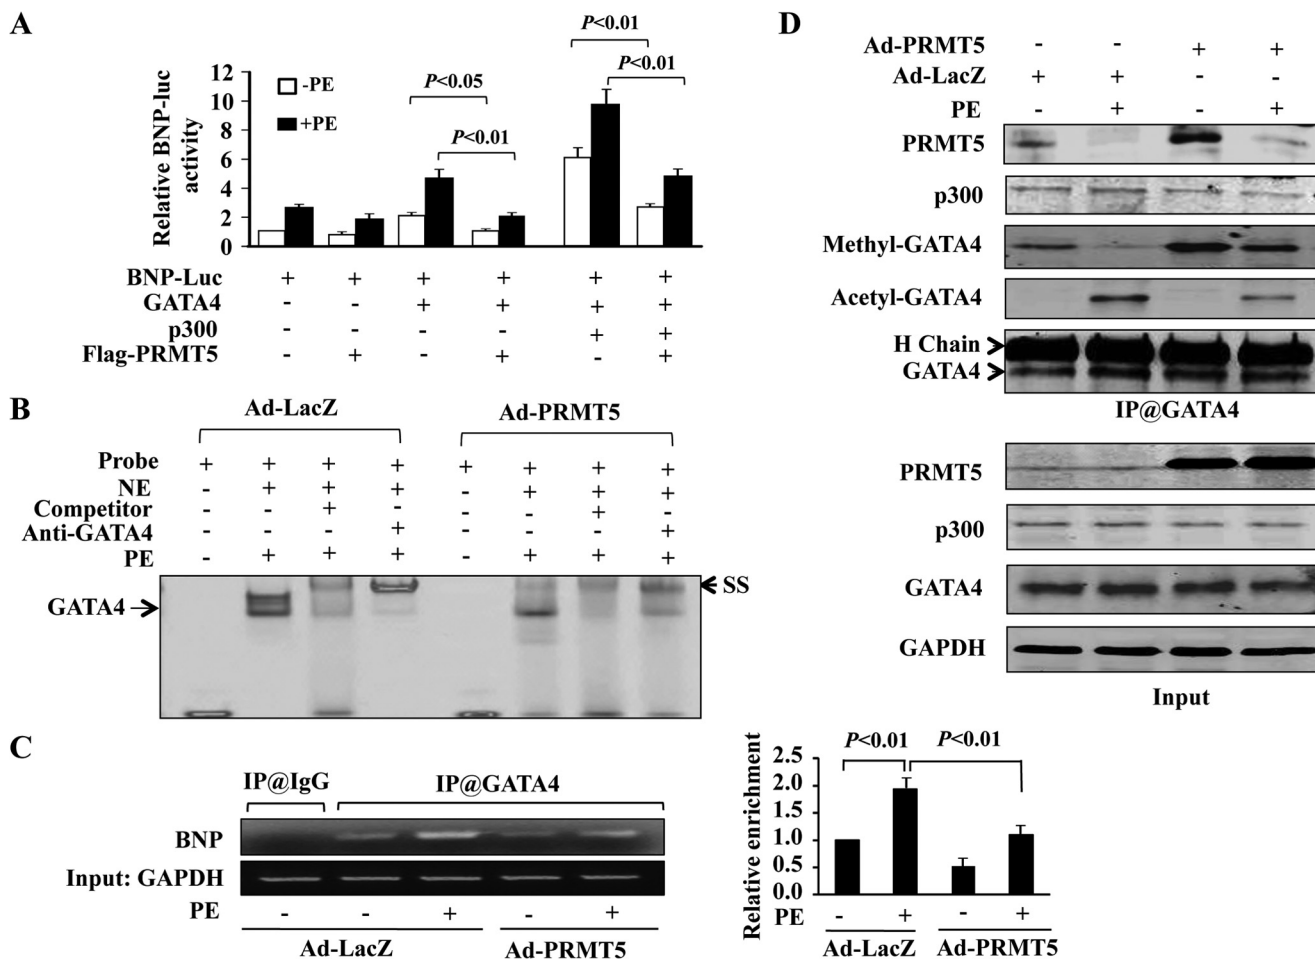 A
P<0.01
P<0.01
P<0.05
P<0.01
-PE
+PE
Relative BNP-luc
activity
12
10
8
6
4
2
0
BNP-Luc + + + + + +
GATA4 - - + + + +
p300 - - - - + +
Flag-PRMT5 - + - + - +
B
Ad-LacZ Ad-PRMT5
Probe + + + + + + + +
NE - + + + - + + +
Competitor - - + - - - + -
Anti-GATA4 - - - + - - - +
PE - + + + - + + +
GATA4
SS
C
IP@IgG IP@GATA4
BNP
Input: GAPDH
PE - - + - +
Ad-LacZ Ad-PRMT5
P<0.01 P<0.01
Relative enrichment
2.5
2.0
1.5
1.0
0.5
0.0
PE - + - +
Ad-LacZ Ad-PRMT5
D
Ad-PRMT5 - - + +
Ad-LacZ + + - -
PE - + - +
PRMT5
p300
Methyl-GATA4
Acetyl-GATA4
H Chain
GATA4
IP@GATA4
PRMT5
p300
GATA4
GAPDH
Input